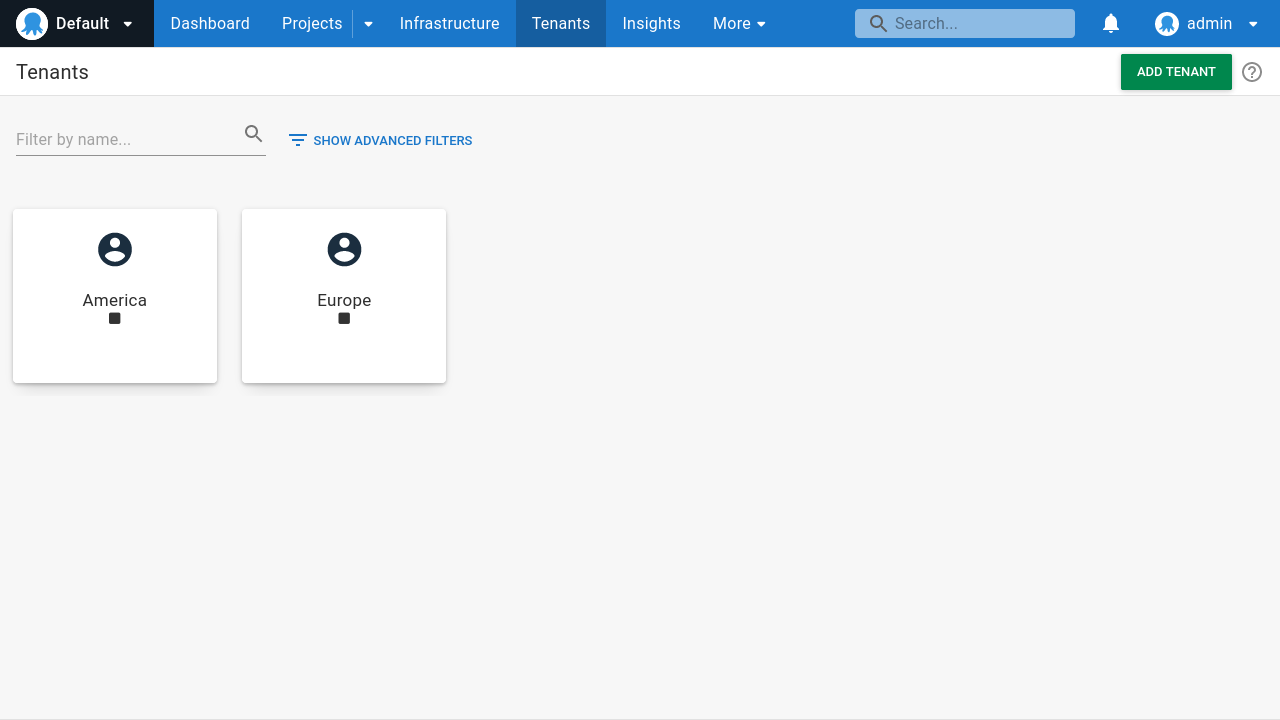 Default
Dashboard
Projects
Infrastructure
Tenants
Insights
More
Search...
admin
Tenants
ADD TENANT
Filter by name...
SHOW ADVANCED FILTERS
America
Europe